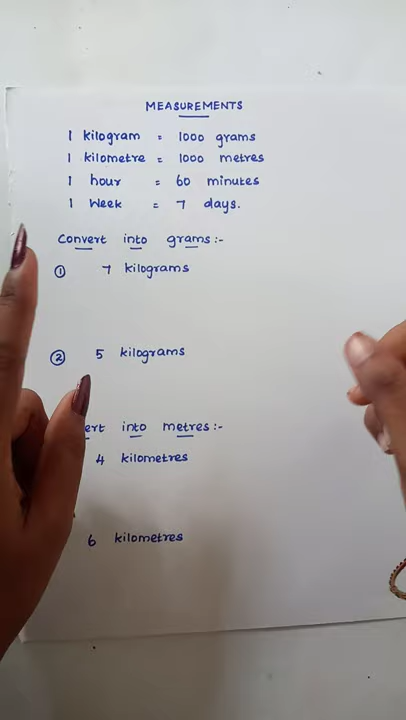 MEASUREMENTS
1 kilogram = 1000 grams
1 kilometre = 1000 metres
1 hour = 60 minutes
1 Week = 7 days.
Convert into grams:-
① 7 kilograms
② 5 kilograms
ert into metres:-
4 kilometres
6 kilometres